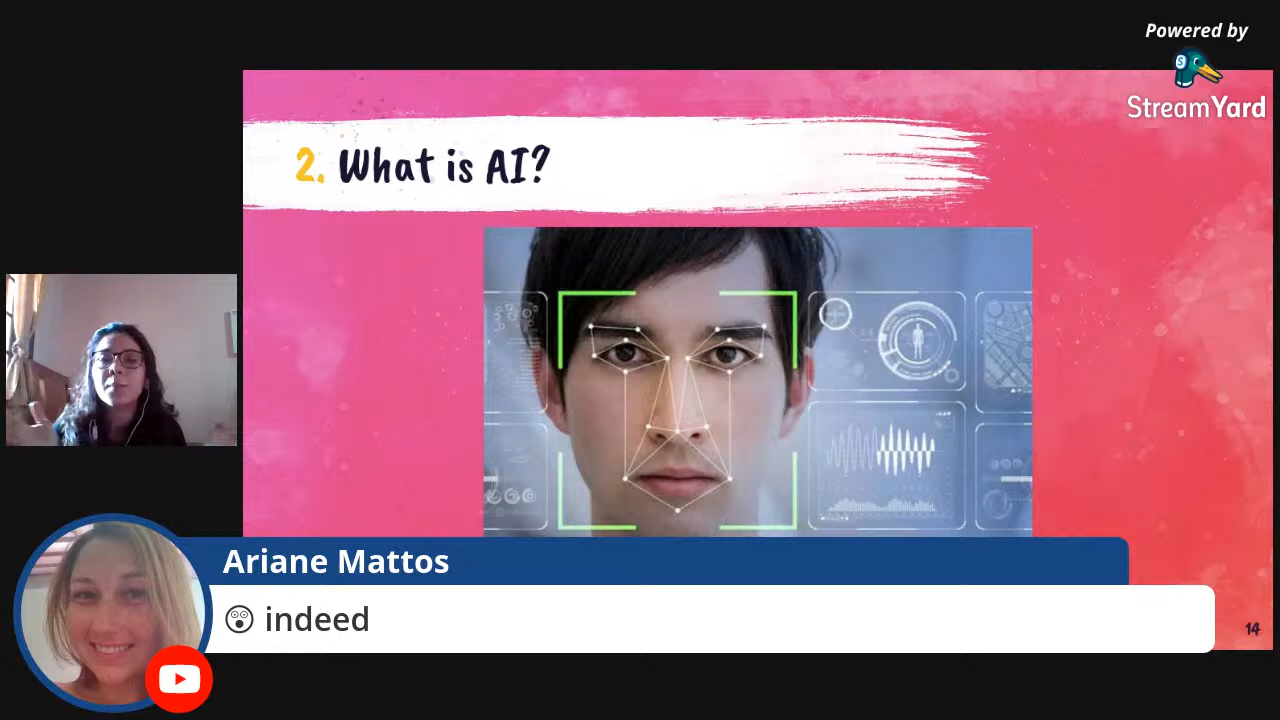 Powered by
StreamYard
2. What is AI?
Ariane Mattos
😲 indeed
14